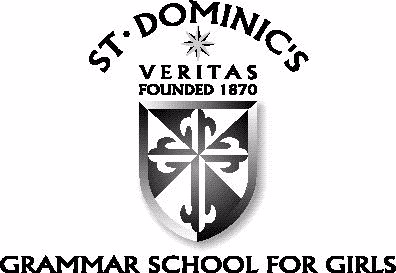 ST·DOMINIC'S
VERITAS
FOUNDED 1870
GRAMMAR SCHOOL FOR GIRLS